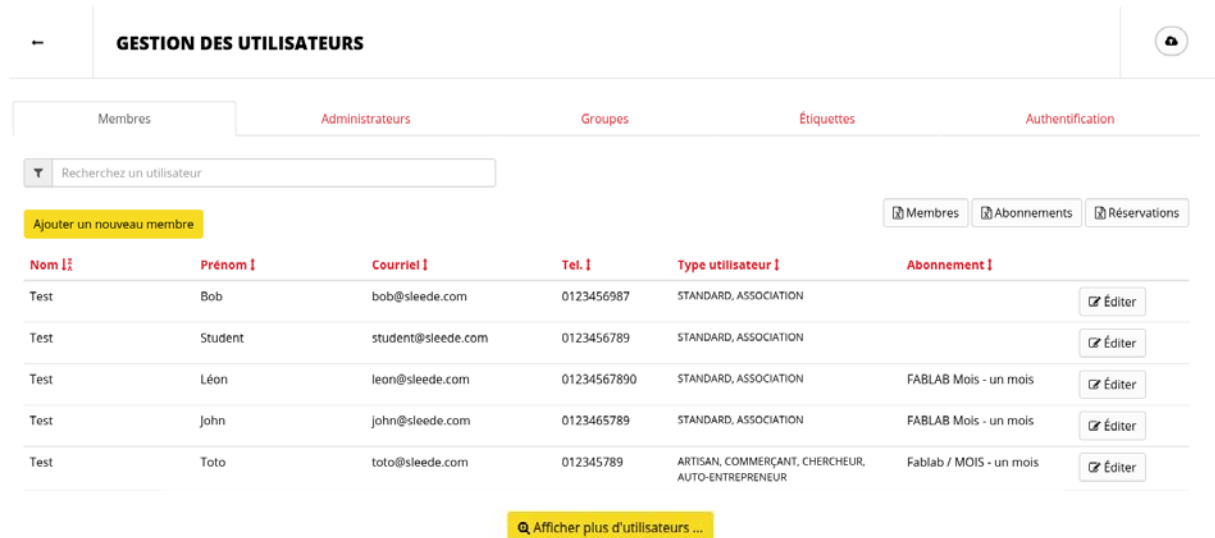 GESTION DES UTILISATEURS
Membres Administrateurs Groupes Étiquettes Authentification
Recherchez un utilisateur
Membres Abonnements Réservations
Ajouter un nouveau membre
Nom Prénom Courriel Tel. Type utilisateur Abonnement
Test Bob bob@sleede.com 0123456987 STANDARD, ASSOCIATION Éditer
Test Student student@sleede.com 0123456789 STANDARD, ASSOCIATION Éditer
Test Léon leon@sleede.com 01234567890 STANDARD, ASSOCIATION FABLAB Mois - un mois Éditer
Test John john@sleede.com 0123465789 STANDARD, ASSOCIATION FABLAB Mois - un mois Éditer
Test Toto toto@sleede.com 012345789 ARTISAN, COMMERÇANT, CHERCHEUR, Fablab / MOIS - un mois Éditer
AUTO-ENTREPRENEUR
Afficher plus d'utilisateurs ...